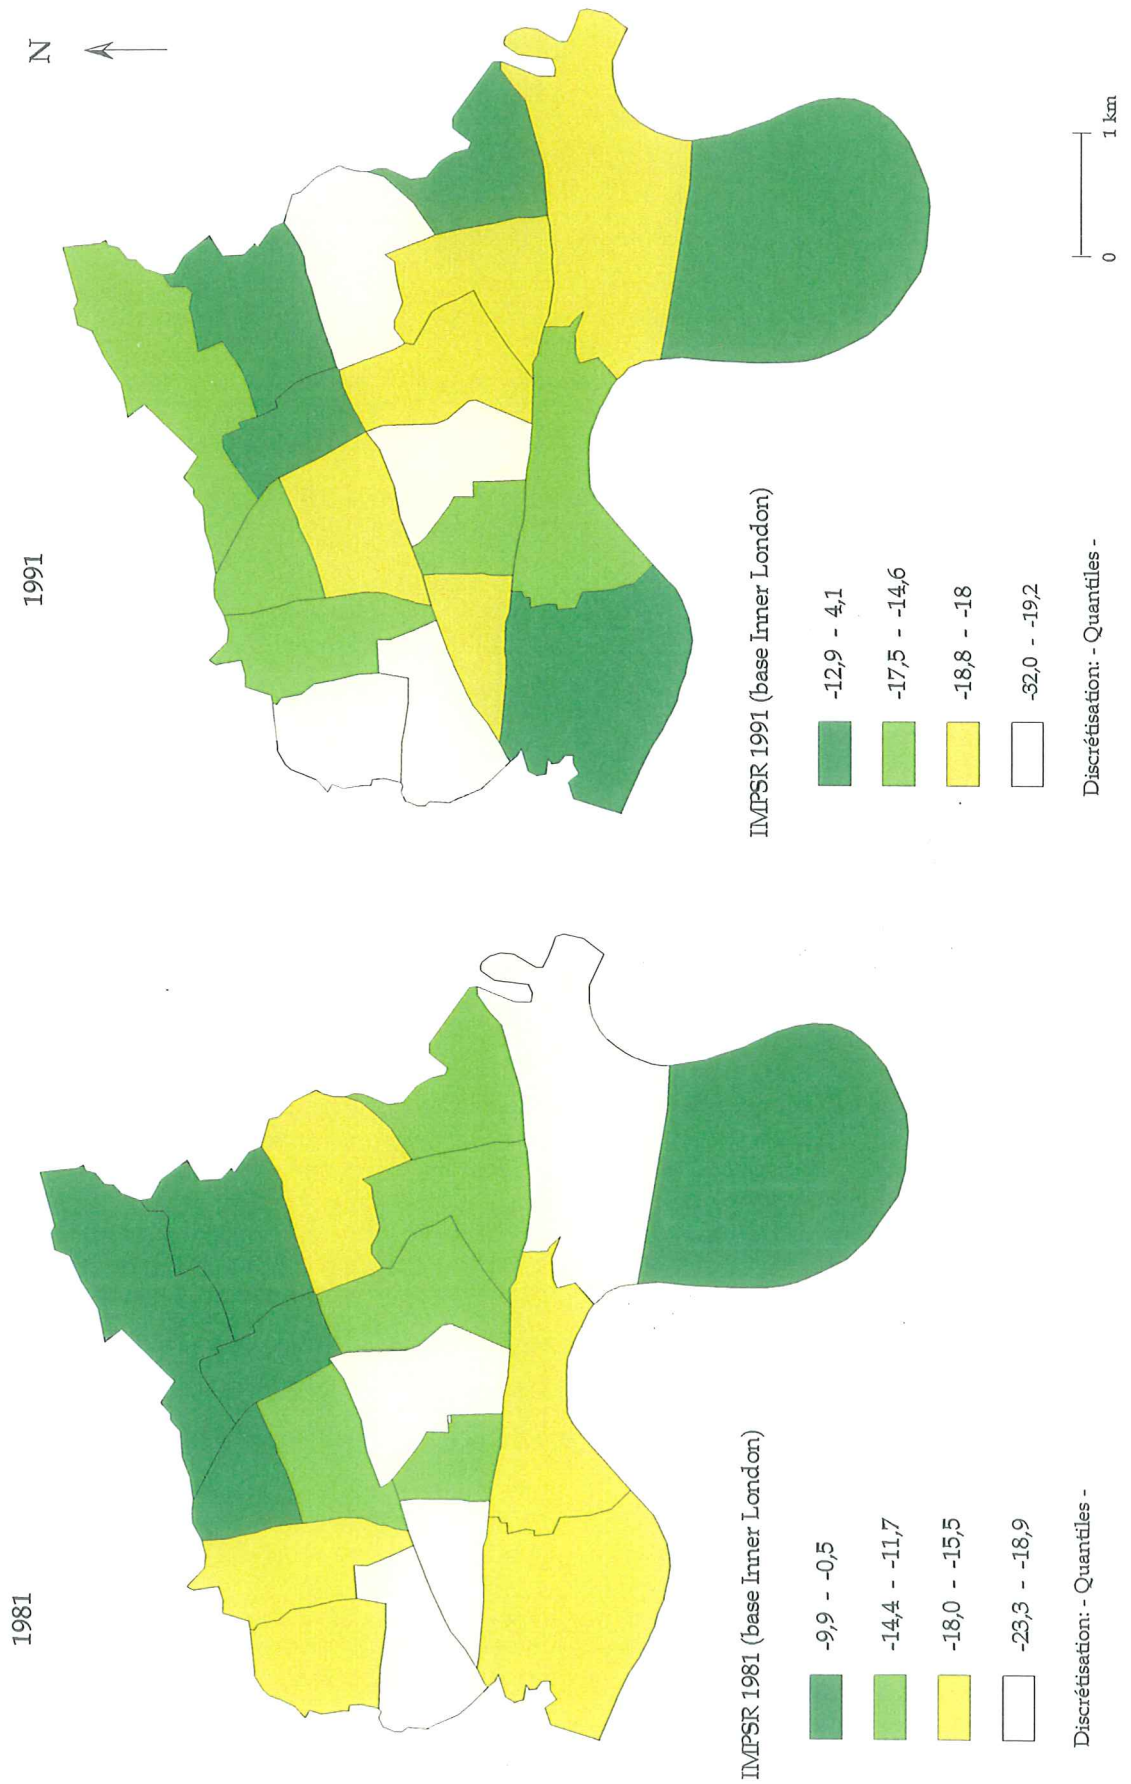 1981
IMPSR 1981 (base Inner London)
-9,9 - -0,5
-14,4 - -11,7
-18,0 - -15,5
-23,3 - -18,9
Discrétisation: - Quantiles -
1991
N
IMPSR 1991 (base Inner London)
-12,9 - 4,1
-17,5 - -14,6
-18,8 - -18
-32,0 - -19,2
Discrétisation: - Quantiles -
0 1 km